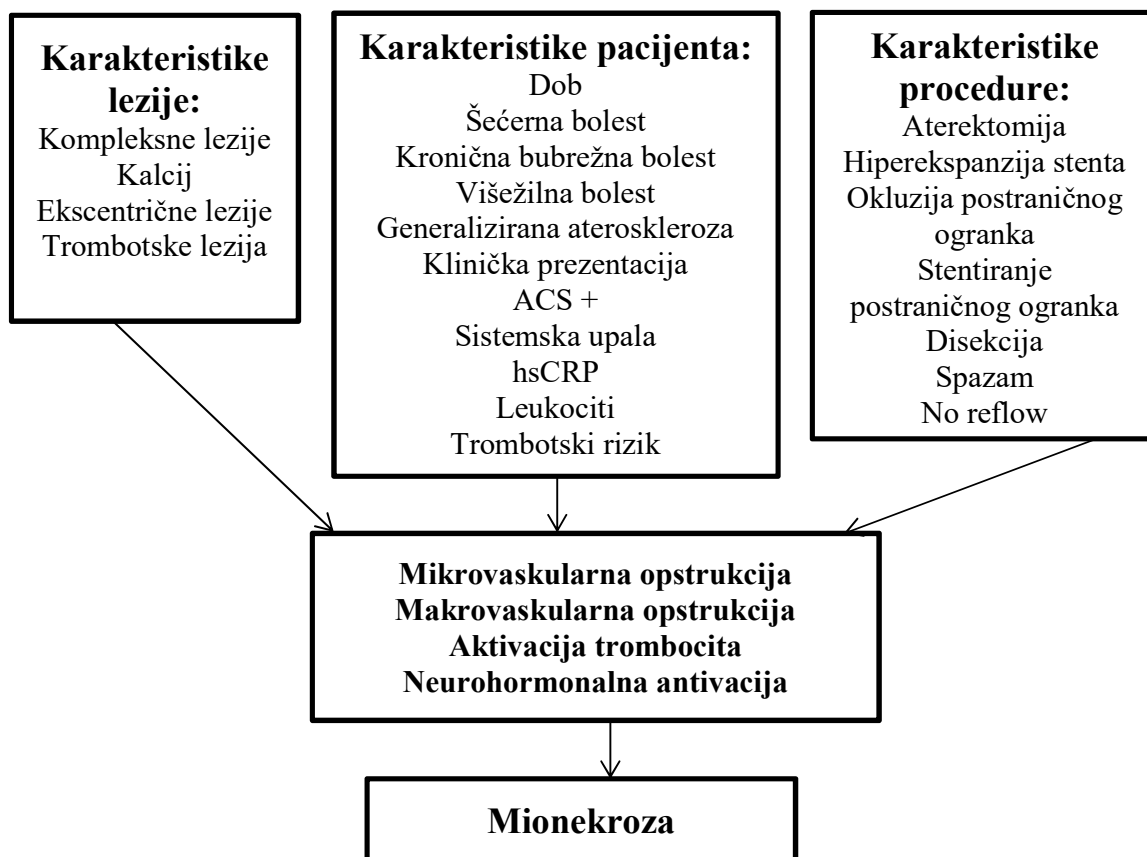 Karakteristike
lezije:
Kompleksne lezije
Kalcij
Ekscentrične lezije
Trombotske lezija
Karakteristike pacijenta:
Dob
Šećerna bolest
Kronična bubrežna bolest
Višežilna bolest
Generalizirana ateroskleroza
Klinička prezentacija
ACS +
Sistemska upala
hsCRP
Leukociti
Trombotski rizik
Karakteristike
procedure:
Aterektomija
Hiperekspanzija stenta
Okluzija postraničnog
ogranka
Stentiranje
postraničnog ogranka
Disekcija
Spazam
No reflow
Mikrovaskularna opstrukcija
Makrovaskularna opstrukcija
Aktivacija trombocita
Neurohormonalna antivacija
Mionekroza